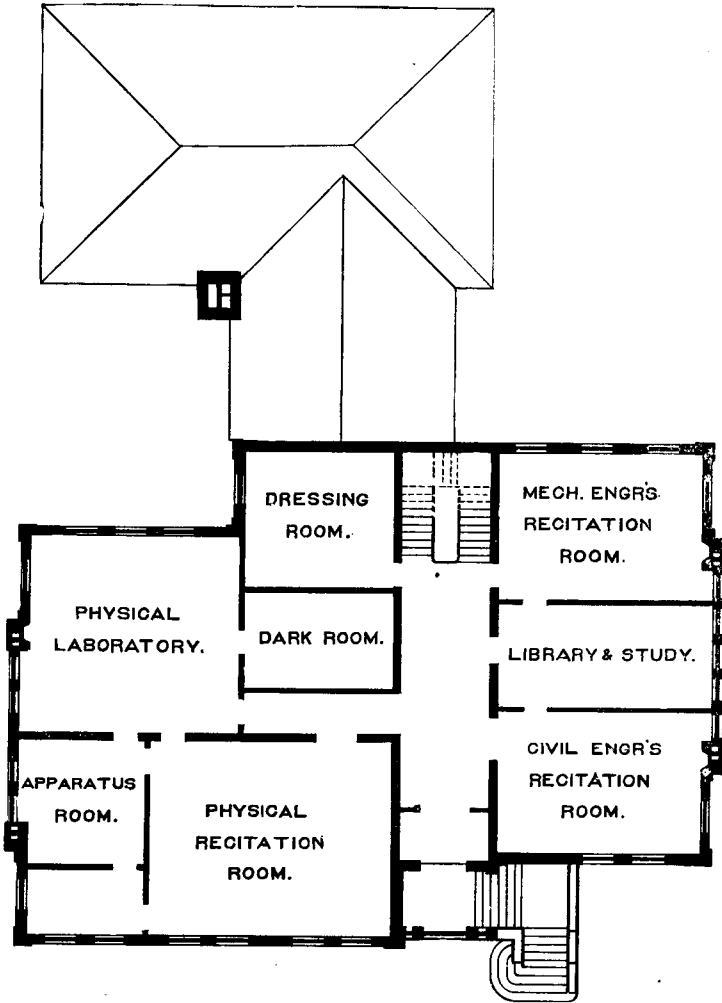 DRESSING
ROOM.
MECH. ENGR'S
RECITATION
ROOM.
PHYSICAL
LABORATORY.
DARK ROOM.
LIBRARY & STUDY.
APPARATUS
ROOM.
PHYSICAL
RECITATION
ROOM.
CIVIL ENGR'S
RECITATION
ROOM.